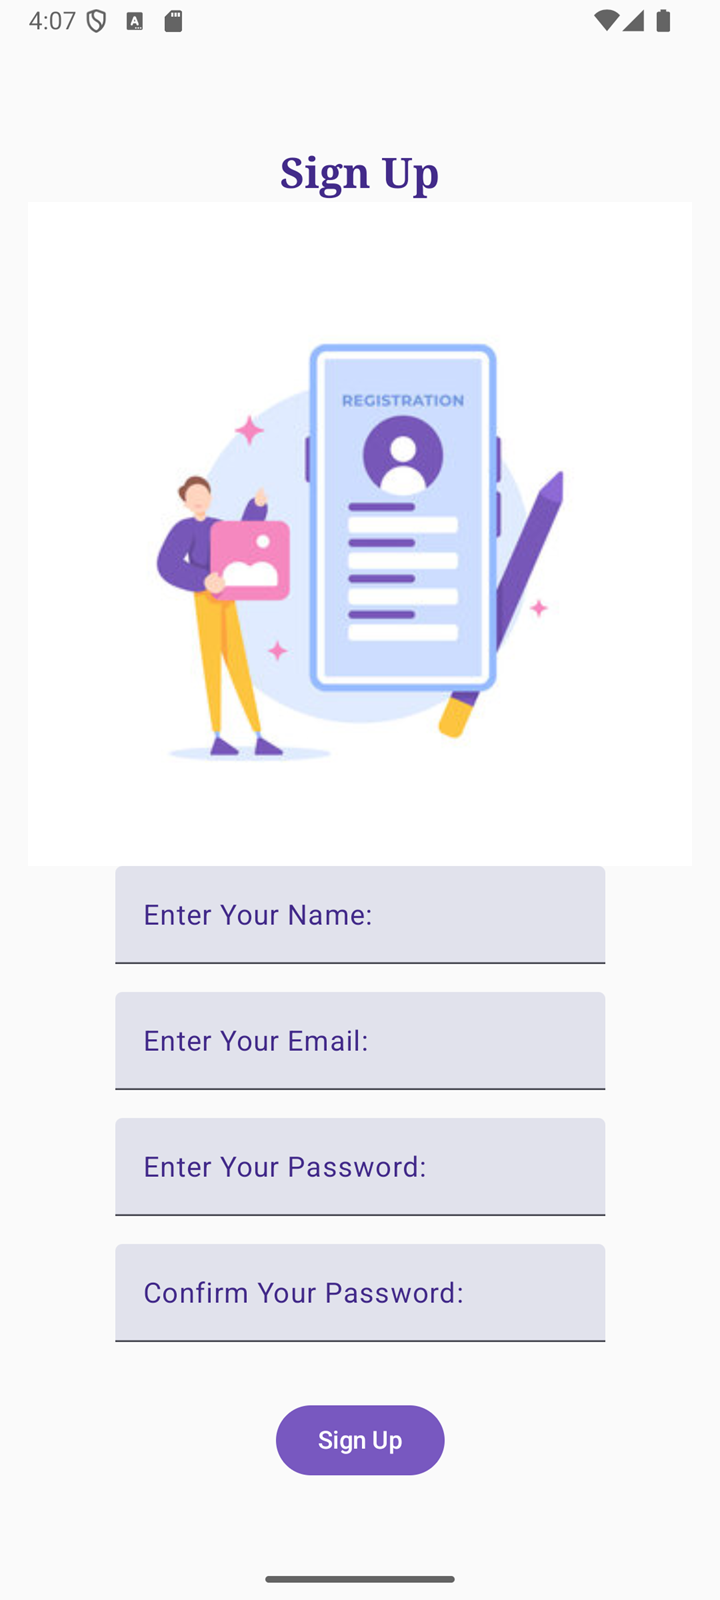 4:07
Sign Up
REGISTRATION
Enter Your Name:
Enter Your Email:
Enter Your Password:
Confirm Your Password:
Sign Up